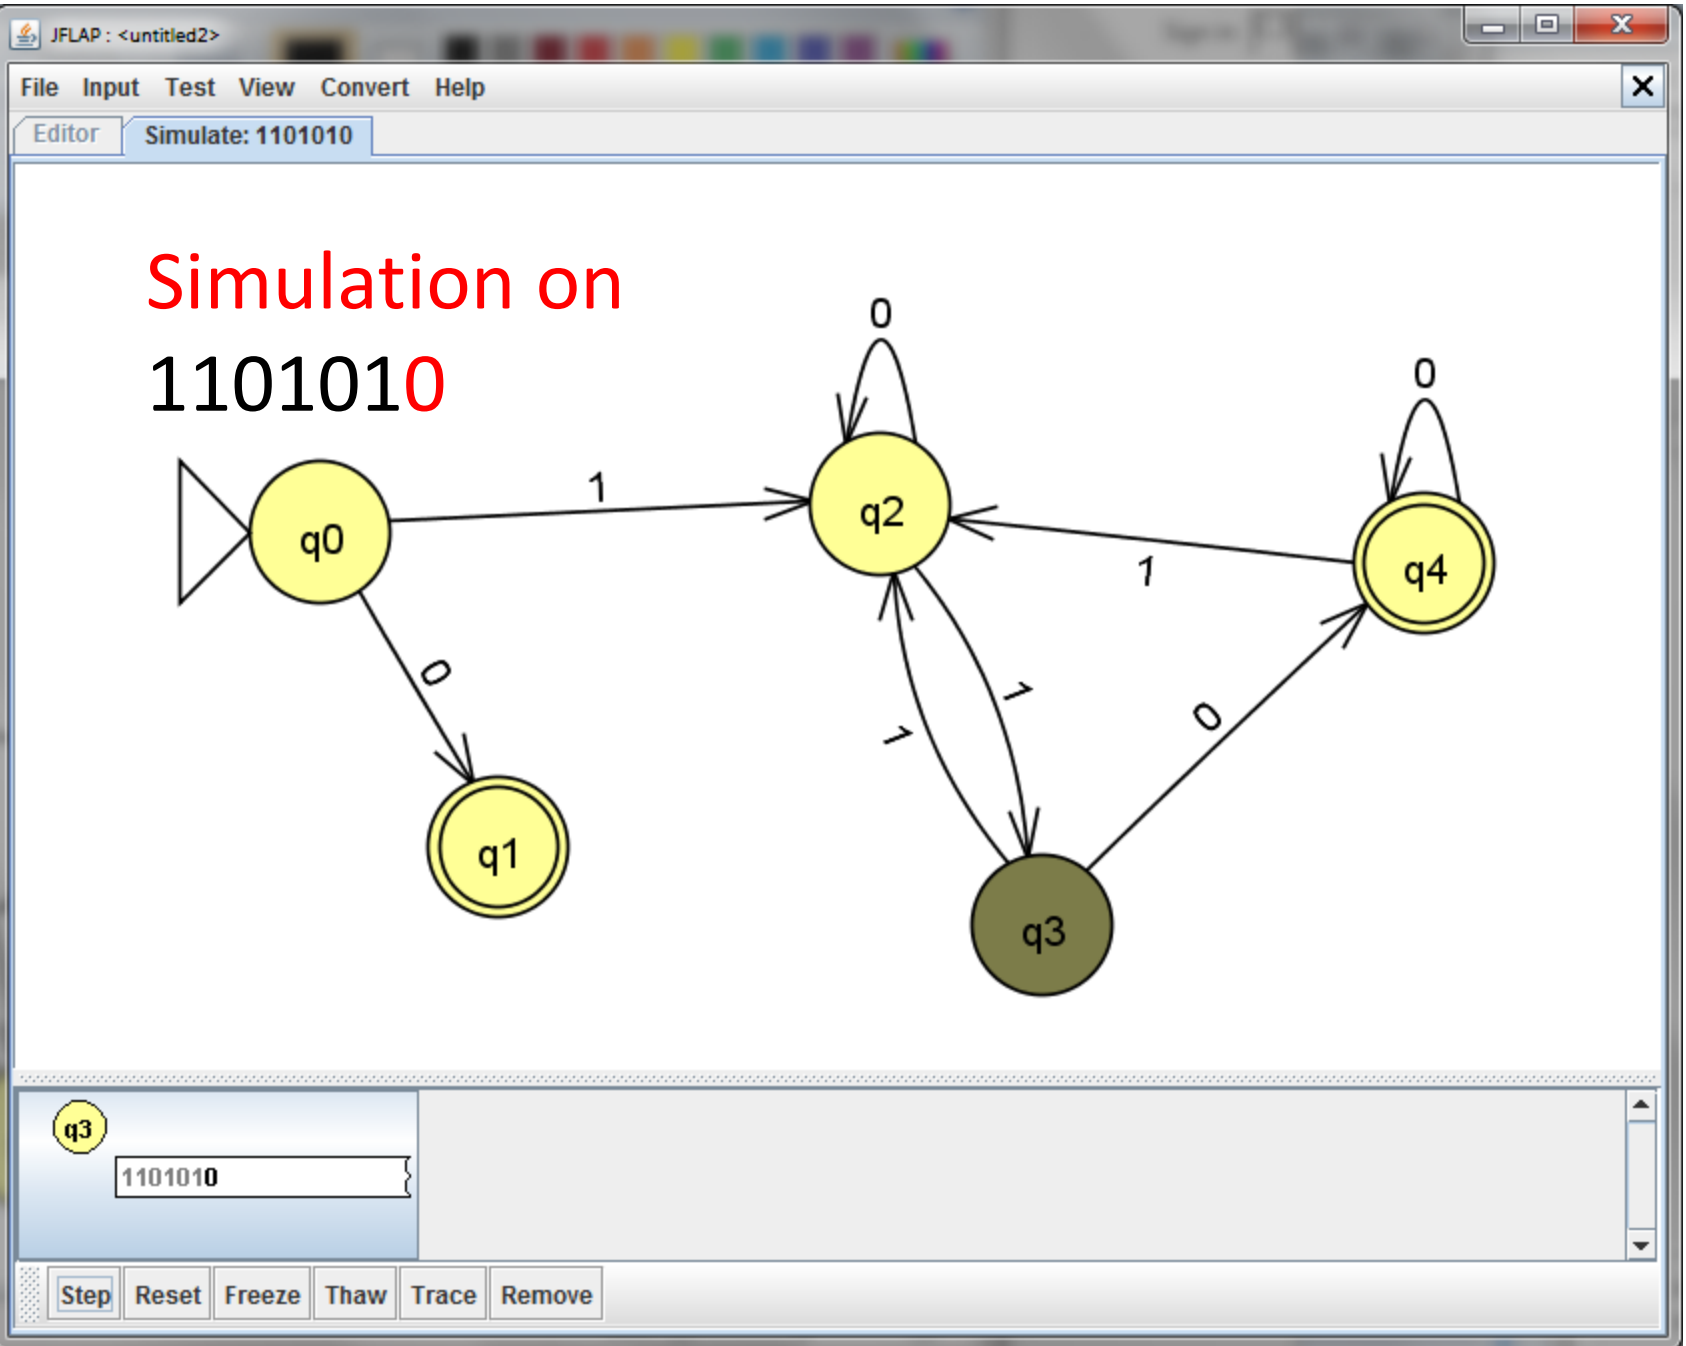 JFLAP : <untitled2>
File Input Test View Convert Help
Editor Simulate: 1101010
Simulation on
1101010
0
0
1
q0
q2
1
q4
0
1
1
0
q1
q3
q3
1101010
Step Reset Freeze Thaw Trace Remove